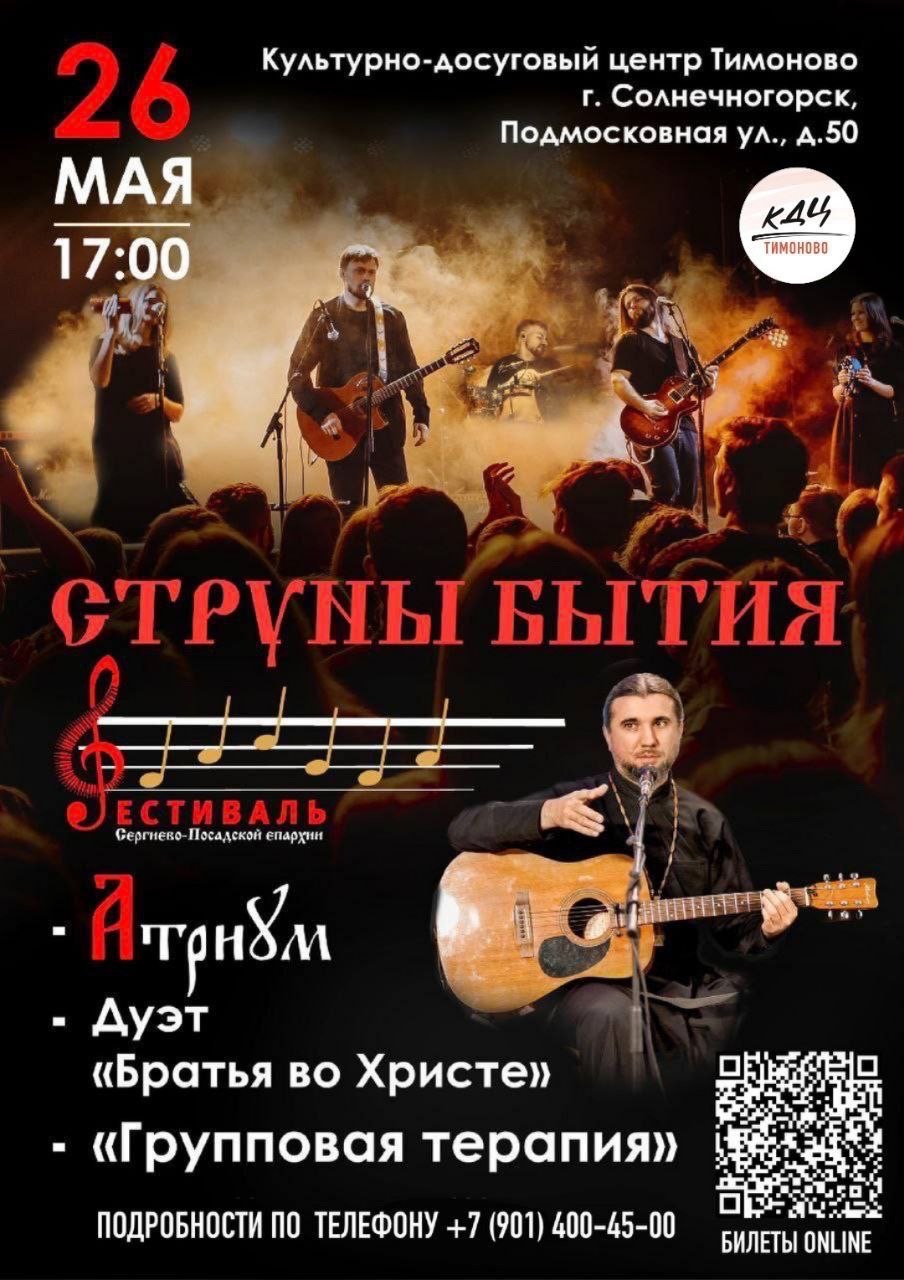 26
МАЯ
17:00
Культурно-досуговый центр Тимоново
г. Солнечногорск,
Подмосковная ул., д.50
КДЦ
ТИМОНОВО
СТРУНЫ БЫТИЯ
ФЕСТИВАЛЬ
Сергиево-Посадской епархии
- Атриум
- Дуэт
«Братья во Христе»
- «Групповая терапия»
ПОДРОБНОСТИ ПО ТЕЛЕФОНУ +7 (901) 400-45-00
БИЛЕТЫ ONLINE